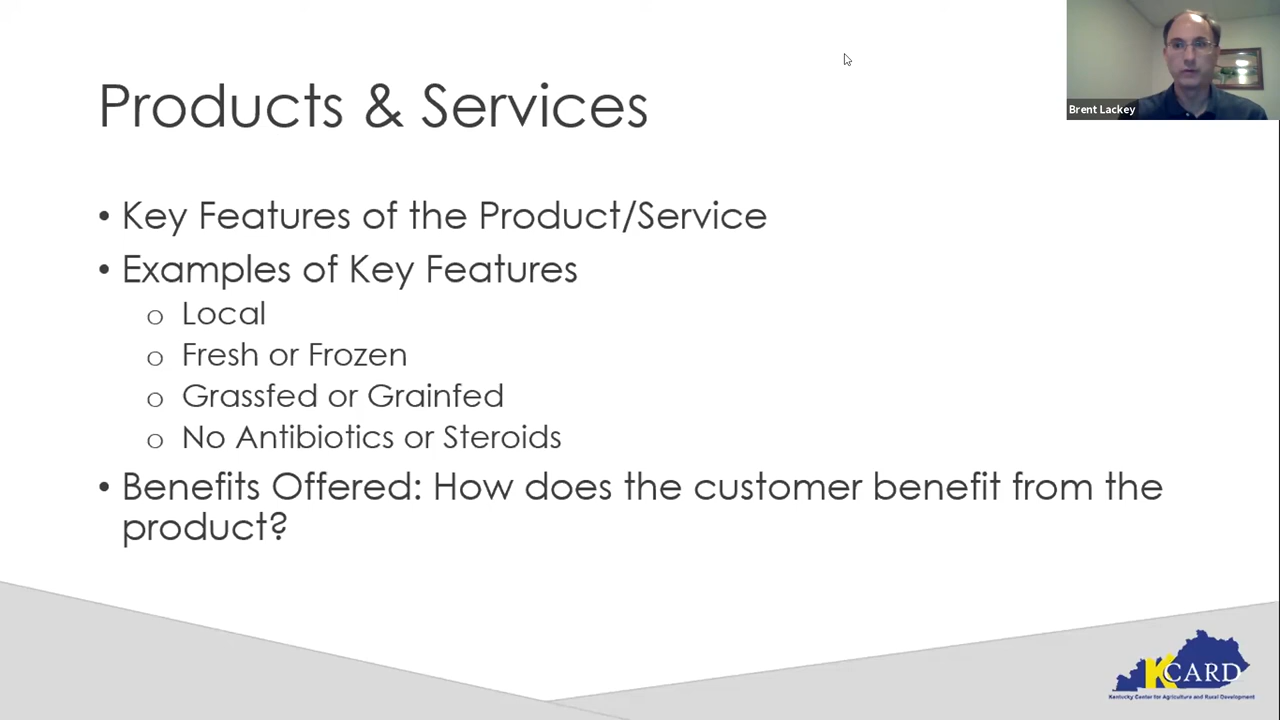 Products & Services
Brent Lackey
• Key Features of the Product/Service
• Examples of Key Features
o Local
o Fresh or Frozen
o Grassfed or Grainfed
o No Antibiotics or Steroids
• Benefits Offered: How does the customer benefit from the
product?
KCARD
Kentucky Center for Agriculture and Rural Development